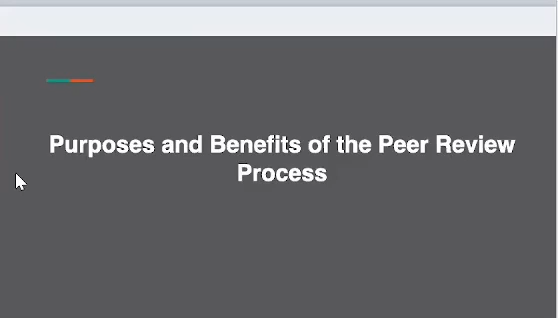 Purposes and Benefits of the Peer Review
Process